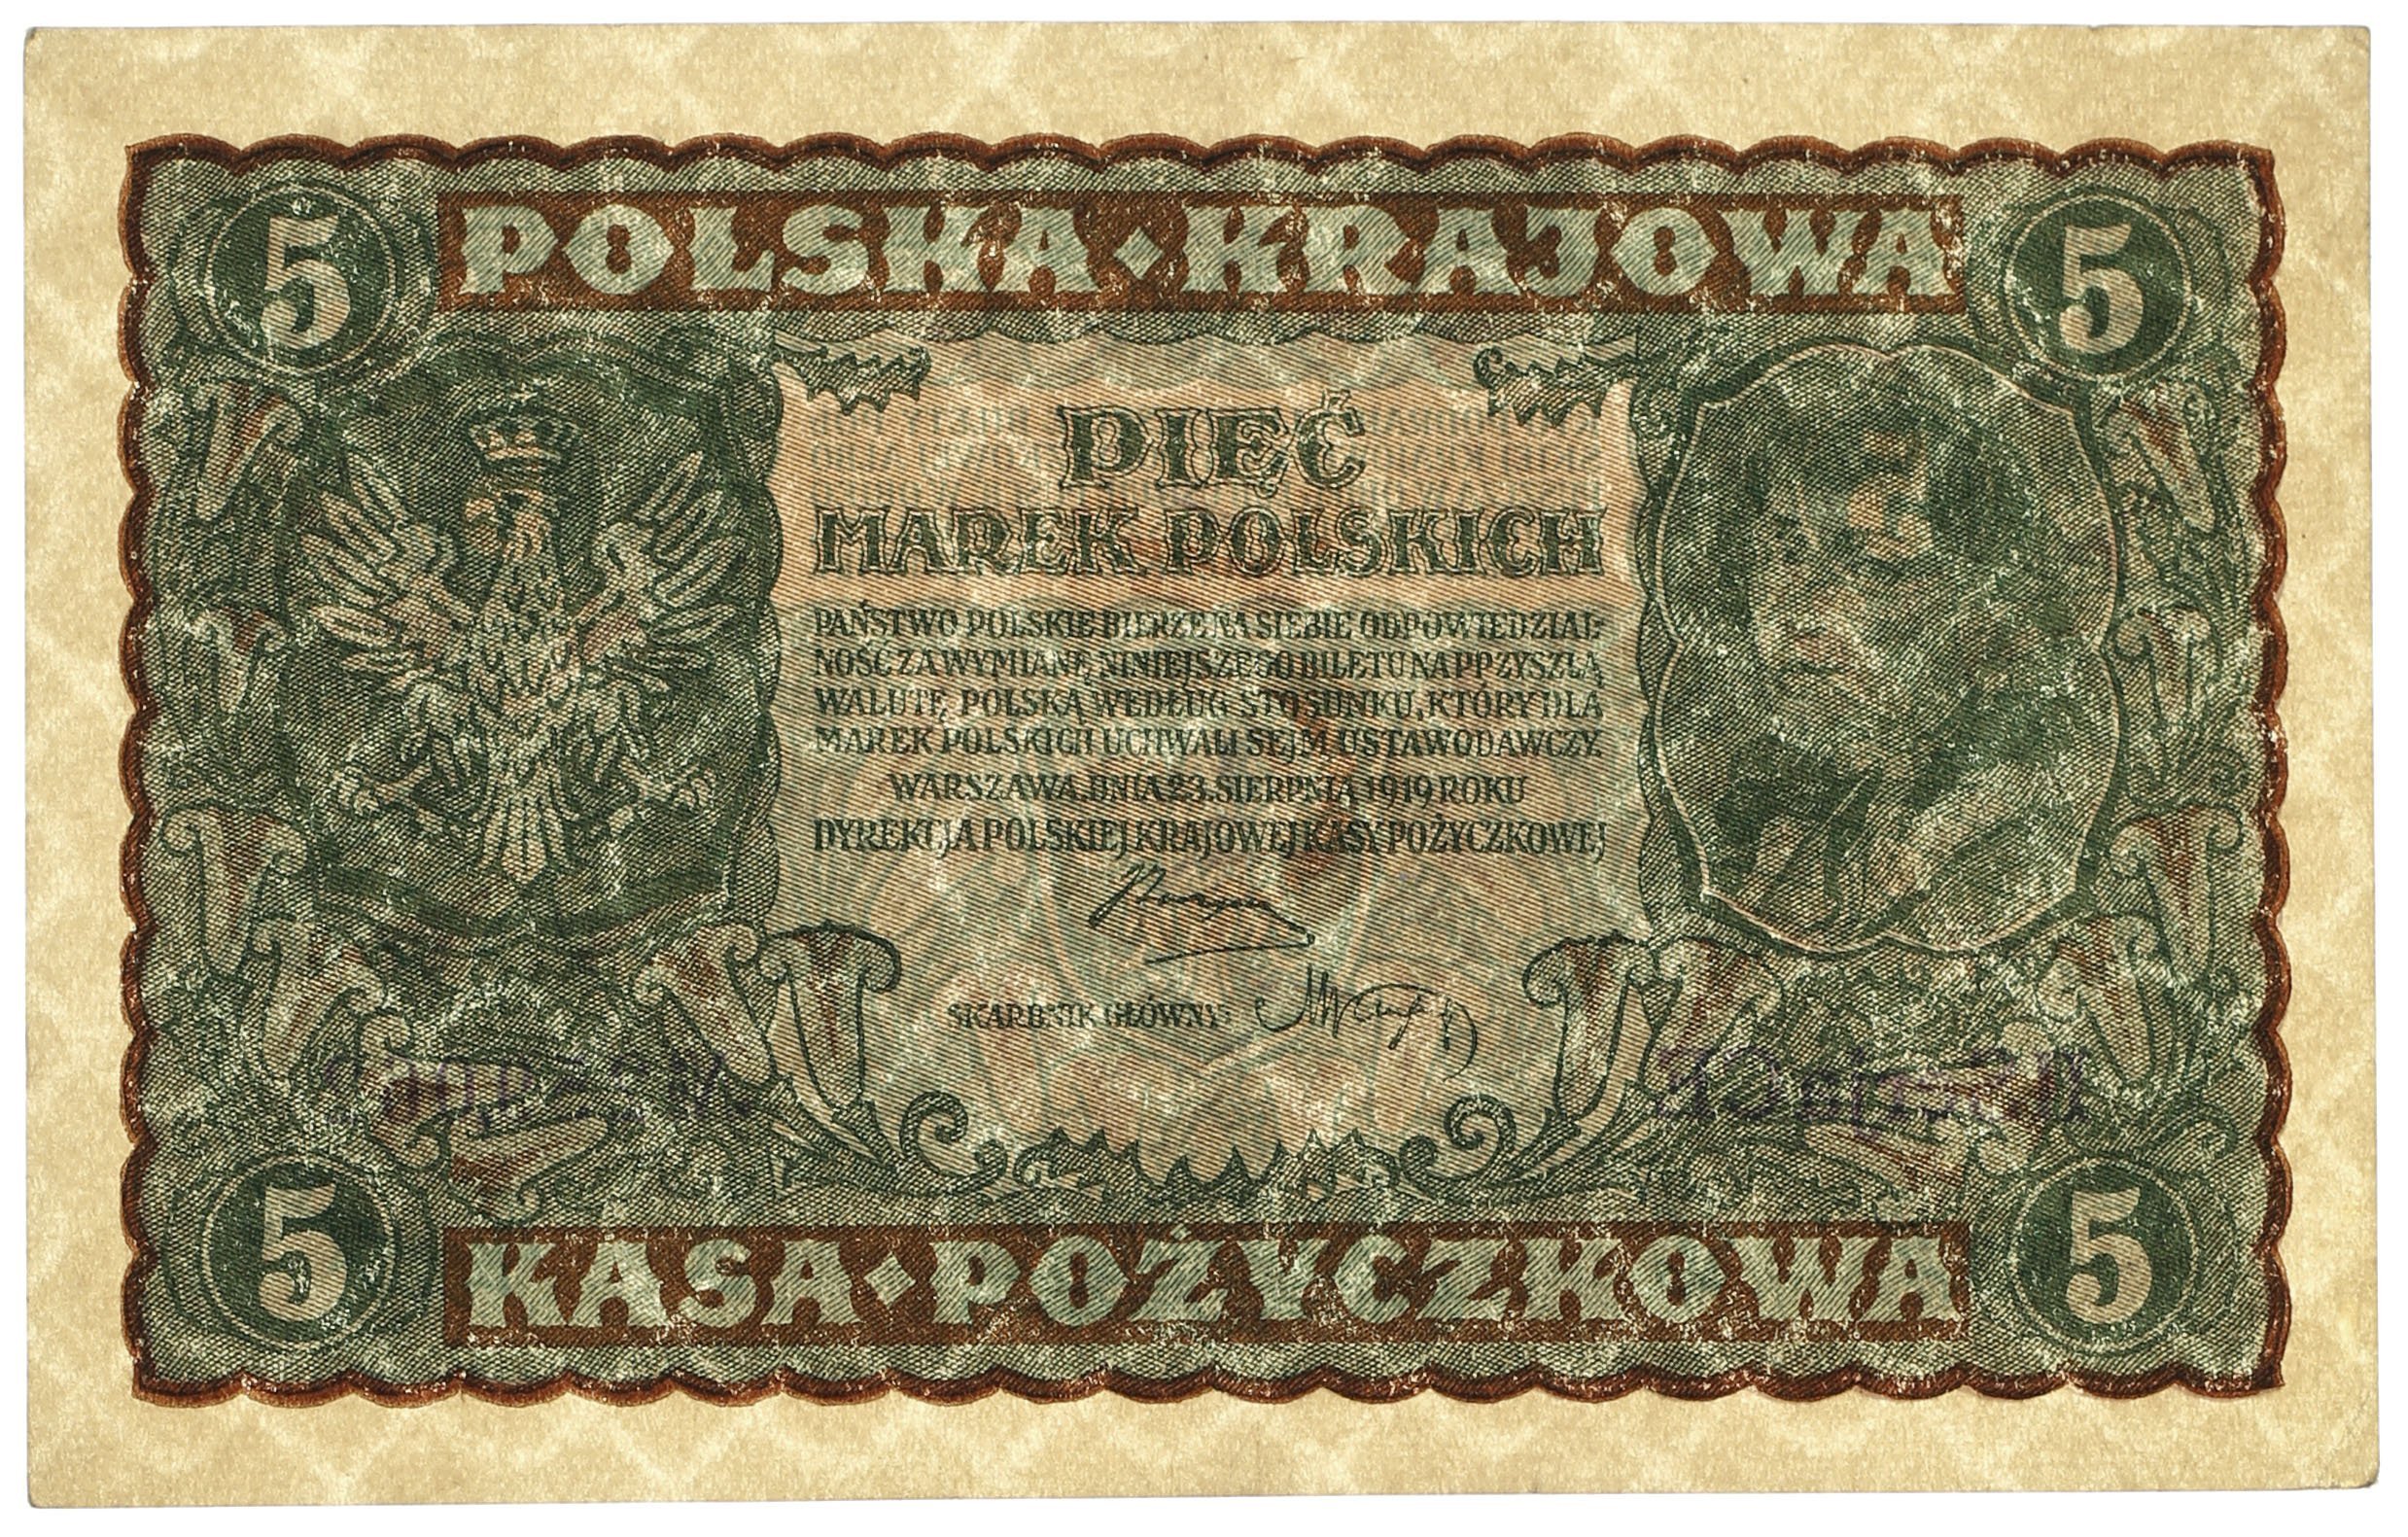 5 POLSKA·KRAJOWA 5
PIĘĆ
MAREK POLSKICH
PAŃSTWO POLSKIE BIERZE NA SIEBIE ODPOWIEDZIAL-
NOŚĆ ZA WYMIANĘ NINIEJSZEGO BILETU NA PRZYSZŁĄ
WALUTĘ POLSKĄ WEDŁUG STOSUNKU, KTÓRY DLA
MAREK POLSKICH UCHWALI SEJM USTAWODAWCZY.
WARSZAWA, DNIA 23. SIERPNIA 1919 ROKU
DYREKCJA POLSKIEJ KRAJOWEJ KASY POŻYCZKOWEJ
SKARBNIK GŁÓWNY:
5 KASA·POŻYCZKOWA 5